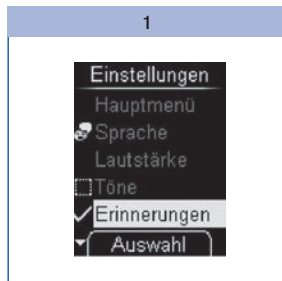 1
Einstellungen
Hauptmenü
Sprache
Lautstärke
Töne
Erinnerungen
Auswahl